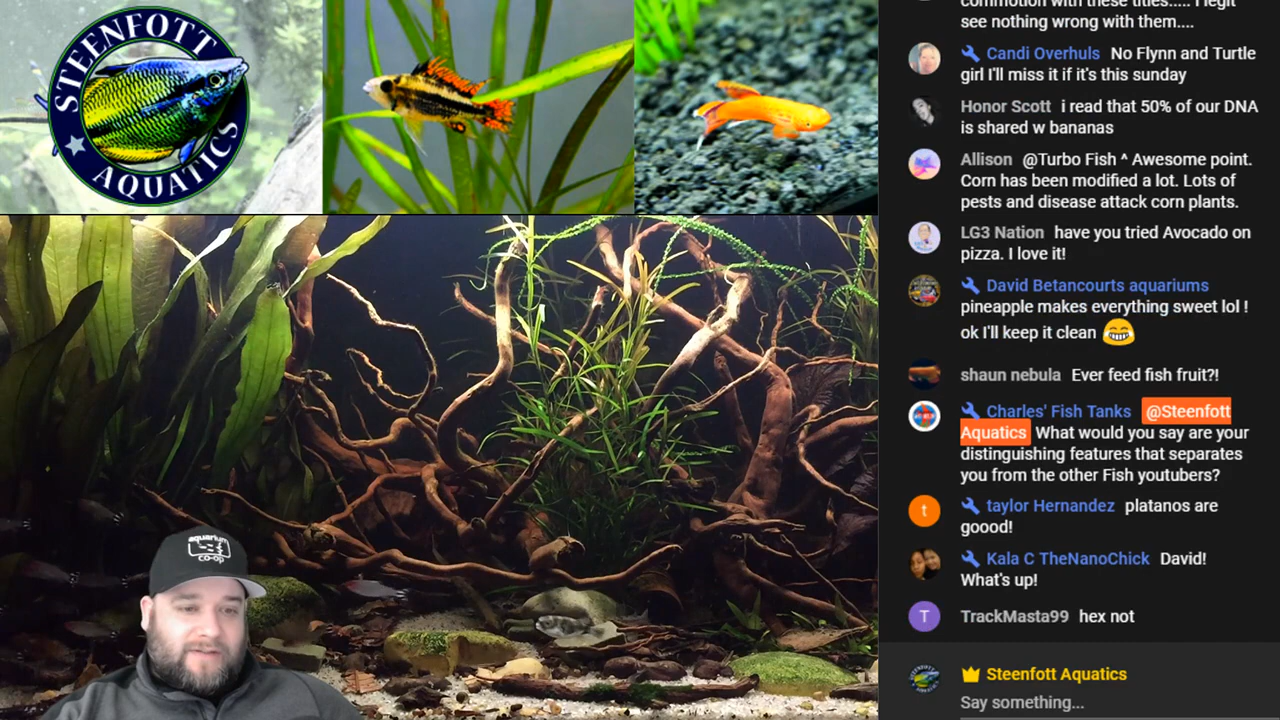 STEENFOTT
AQUATICS
aquarium
co-op
see nothing wrong with them....
Candi Overhuls No Flynn and Turtle
girl I'll miss it if it's this sunday
Honor Scott i read that 50% of our DNA
is shared w bananas
Allison @Turbo Fish ^ Awesome point.
Corn has been modified a lot. Lots of
pests and disease attack corn plants.
LG3 Nation have you tried Avocado on
pizza. I love it!
David Betancourts aquariums
pineapple makes everything sweet lol !
ok I'll keep it clean 😂
shaun nebula Ever feed fish fruit?!
Charles' Fish Tanks @Steenfott
Aquatics What would you say are your
distinguishing features that separates
you from the other Fish youtubers?
t taylor Hernandez platanos are
goood!
Kala C TheNanoChick David!
What's up!
T TrackMasta99 hex not
Steenfott Aquatics
Say something...